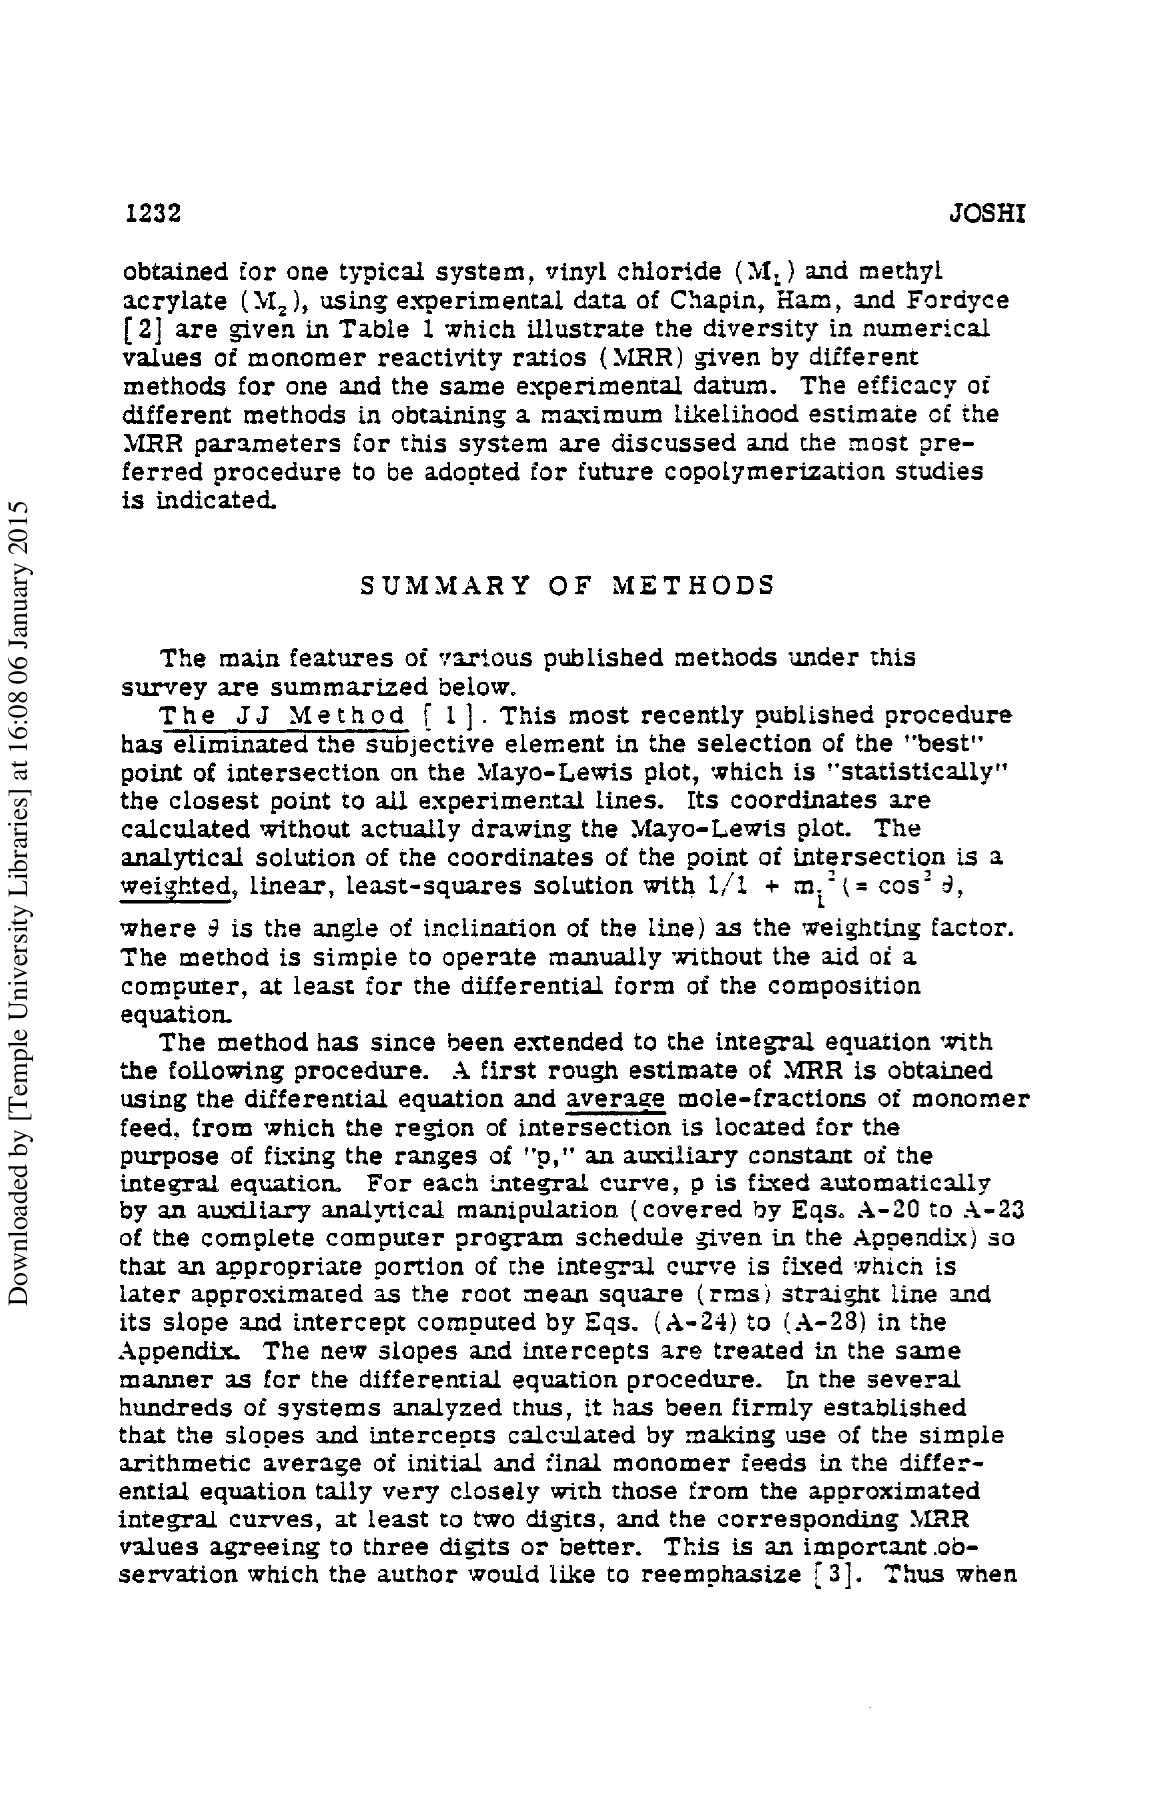 1232 JOSHI
obtained for one typical system, vinyl chloride (M₁) and methyl
acrylate (M₂), using experimental data of Chapin, Ham, and Fordyce
[2] are given in Table 1 which illustrate the diversity in numerical
values of monomer reactivity ratios (MRR) given by different
methods for one and the same experimental datum. The efficacy of
different methods in obtaining a maximum likelihood estimate of the
MRR parameters for this system are discussed and the most pre-
ferred procedure to be adopted for future copolymerization studies
is indicated.
SUMMARY OF METHODS
The main features of various published methods under this
survey are summarized below.
The JJ Method [1]. This most recently published procedure
has eliminated the subjective element in the selection of the "best"
point of intersection on the Mayo-Lewis plot, which is "statistically"
the closest point to all experimental lines. Its coordinates are
calculated without actually drawing the Mayo-Lewis plot. The
analytical solution of the coordinates of the point of intersection is a
weighted, linear, least-squares solution with 1/1 + mᵢ² (= cos² θ,
where θ is the angle of inclination of the line) as the weighting factor.
The method is simple to operate manually without the aid of a
computer, at least for the differential form of the composition
equation.
The method has since been extended to the integral equation with
the following procedure. A first rough estimate of MRR is obtained
using the differential equation and average mole-fractions of monomer
feed, from which the region of intersection is located for the
purpose of fixing the ranges of "p," an auxiliary constant of the
integral equation. For each integral curve, p is fixed automatically
by an auxiliary analytical manipulation (covered by Eqs. A-20 to A-23
of the complete computer program schedule given in the Appendix) so
that an appropriate portion of the integral curve is fixed which is
later approximated as the root mean square (rms) straight line and
its slope and intercept computed by Eqs. (A-24) to (A-28) in the
Appendix. The new slopes and intercepts are treated in the same
manner as for the differential equation procedure. In the several
hundreds of systems analyzed thus, it has been firmly established
that the slopes and intercepts calculated by making use of the simple
arithmetic average of initial and final monomer feeds in the differ-
ential equation tally very closely with those from the approximated
integral curves, at least to two digits, and the corresponding MRR
values agreeing to three digits or better. This is an important ob-
servation which the author would like to reemphasize [3]. Thus when
Downloaded by [Temple University Libraries] at 16:08 06 January 2015